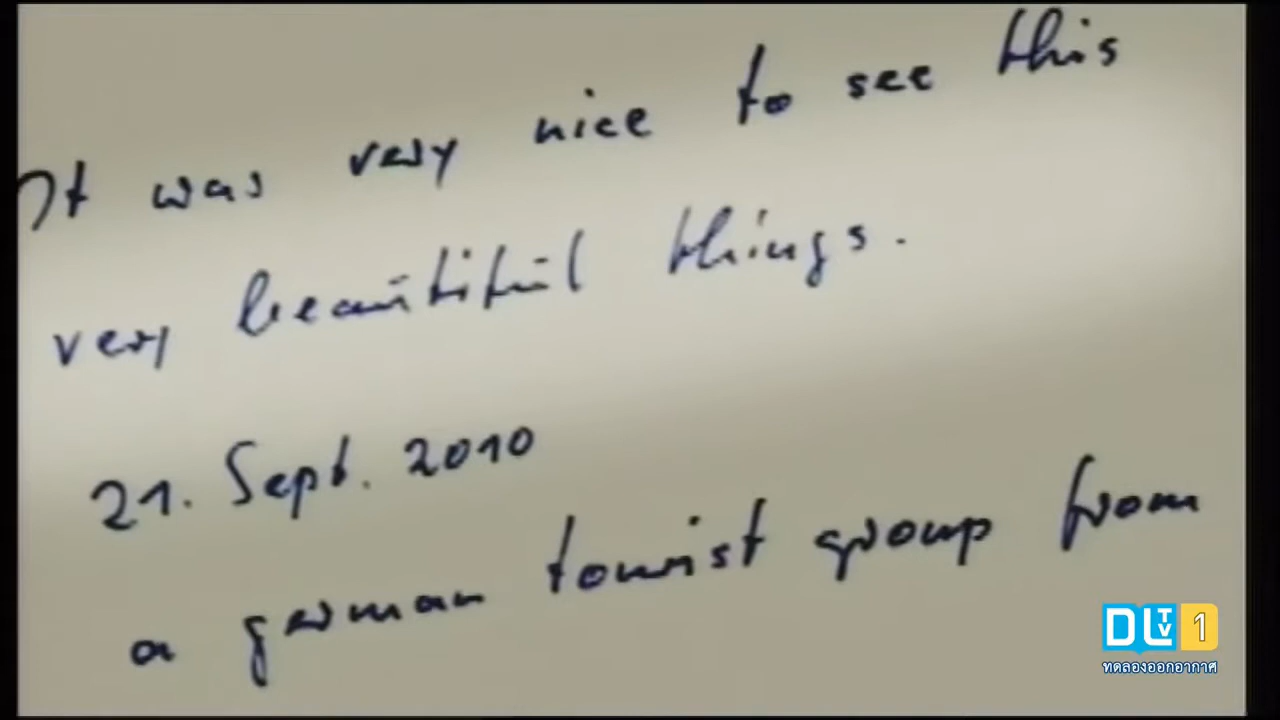 It was very nice to see this
very beautiful things.
21. Sept. 2010
a german tourist group from
DLTV 1
ทดลองออกอากาศ